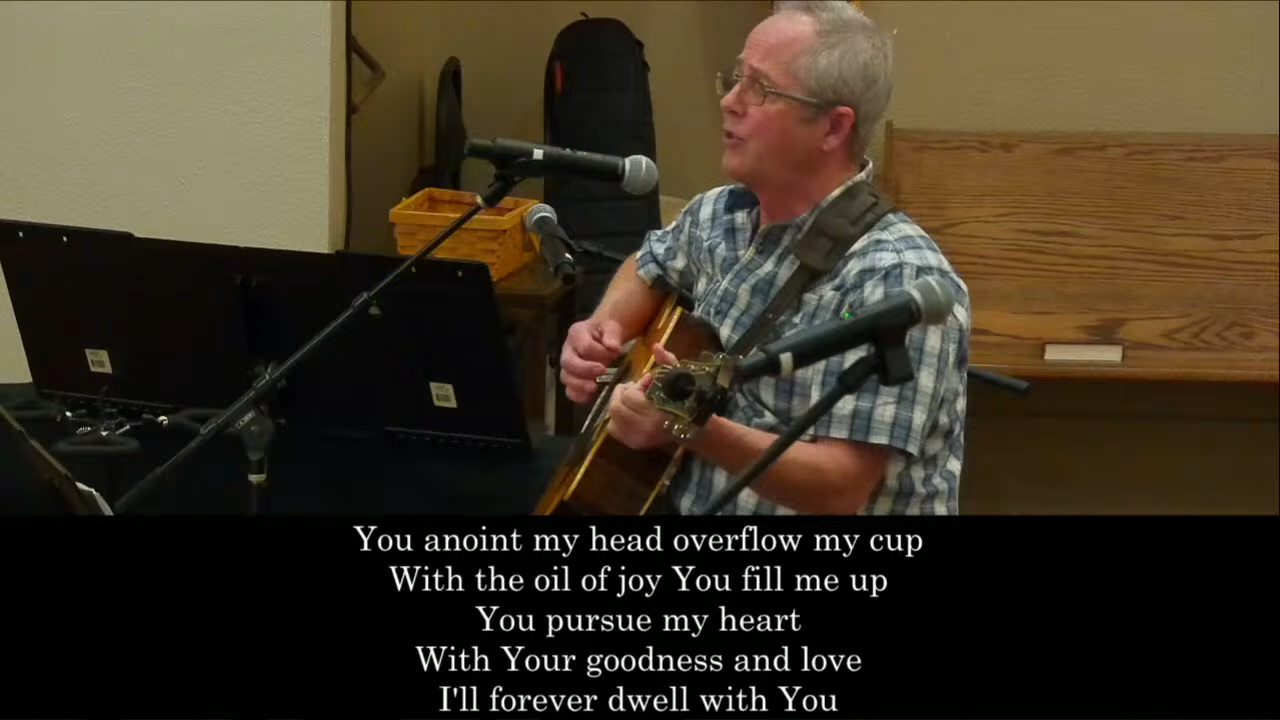 You anoint my head overflow my cup
With the oil of joy You fill me up
You pursue my heart
With Your goodness and love
I'll forever dwell with You